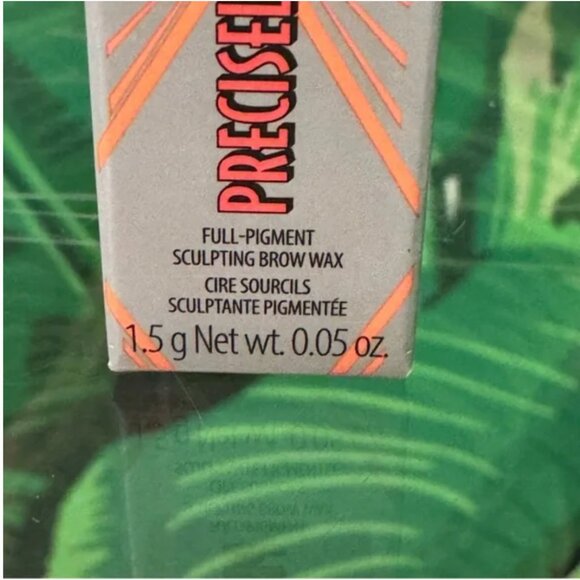 PRECISEL
FULL-PIGMENT
SCULPTING BROW WAX
CIRE SOURCILS
SCULPTANTE PIGMENTÉE
1.5 g Net wt. 0.05 oz.